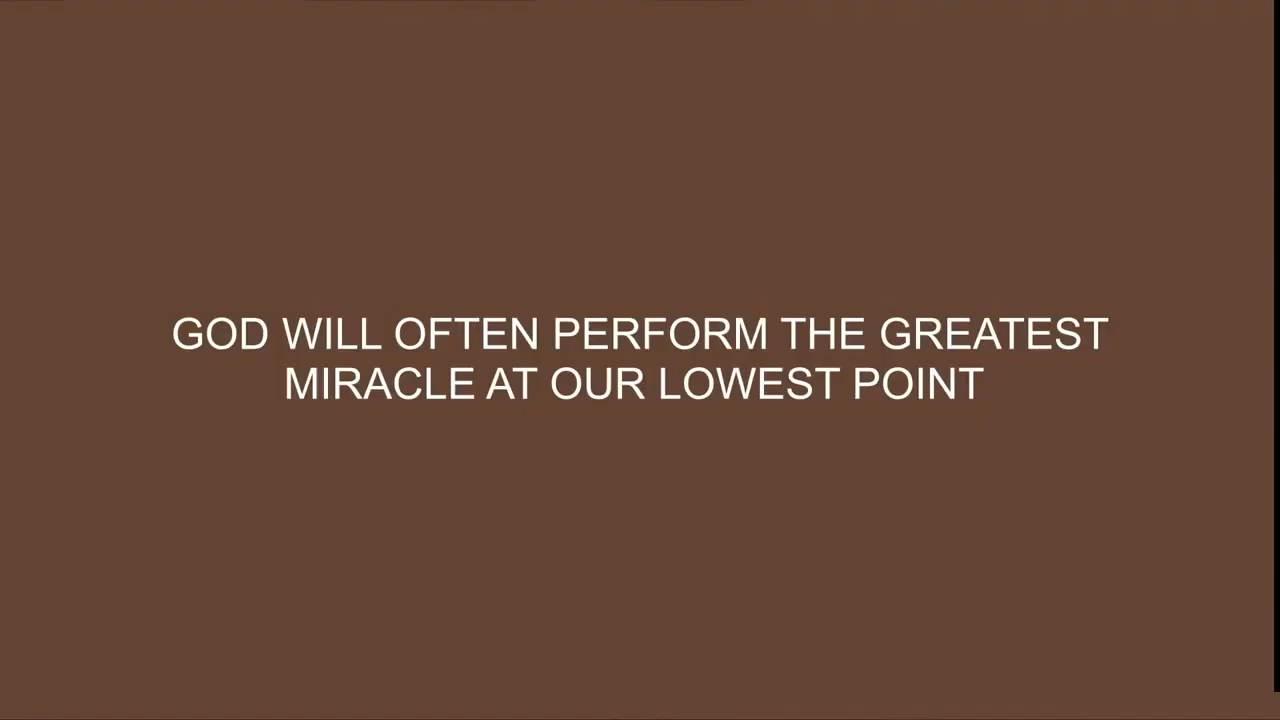 GOD WILL OFTEN PERFORM THE GREATEST
MIRACLE AT OUR LOWEST POINT